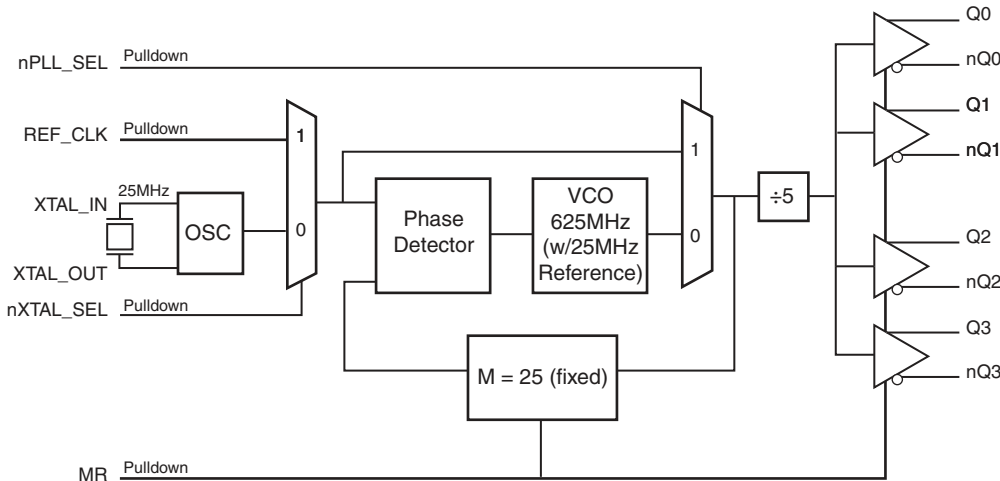 nPLL_SEL
Pulldown
REF_CLK
Pulldown
1
XTAL_IN
25MHz
OSC
0
XTAL_OUT
nXTAL_SEL
Pulldown
Phase
Detector
VCO
625MHz
(w/25MHz
Reference)
1
0
÷5
M = 25 (fixed)
MR
Pulldown
Q0
nQ0
Q1
nQ1
Q2
nQ2
Q3
nQ3